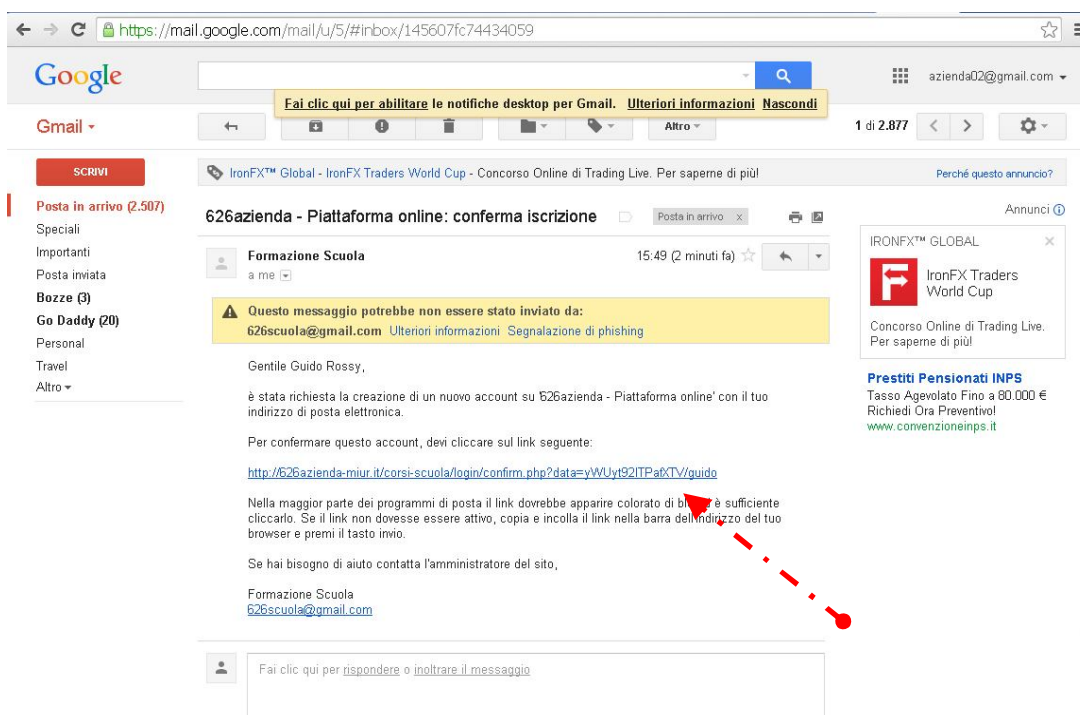 https://mail.google.com/mail/u/5/#inbox/145607fc74434059
Google
azienda02@gmail.com
Fai clic qui per abilitare le notifiche desktop per Gmail. Ulteriori informazioni Nascondi
Gmail
Altro
1 di 2.877
SCRIVI
IronFX™ Global - IronFX Traders World Cup - Concorso Online di Trading Live. Per saperne di più!
Perché questo annuncio?
Posta in arrivo (2.507)
Speciali
Importanti
Posta inviata
Bozze (3)
Go Daddy (20)
Personal
Travel
Altro
626azienda - Piattaforma online: conferma iscrizione
Posta in arrivo x
Formazione Scuola
15:49 (2 minuti fa)
a me
Questo messaggio potrebbe non essere stato inviato da:
626scuola@gmail.com Ulteriori informazioni Segnalazione di phishing
Gentile Guido Rossy,
è stata richiesta la creazione di un nuovo account su '626azienda - Piattaforma online' con il tuo
indirizzo di posta elettronica.
Per confermare questo account, devi cliccare sul link seguente:
http://626azienda-miur.it/corsi-scuola/login/confirm.php?data=yWUyt92ITPafXTV/guido
Nella maggior parte dei programmi di posta il link dovrebbe apparire colorato di è sufficiente
cliccarlo. Se il link non dovesse essere attivo, copia e incolla il link nella barra dell'indirizzo del tuo
browser e premi il tasto invio.
Se hai bisogno di aiuto contatta l'amministratore del sito,
Formazione Scuola
626scuola@gmail.com
Fai clic qui per rispondere o inoltrare il messaggio
Annunci
IRONFX™ GLOBAL
IronFX Traders
World Cup
Concorso Online di Trading Live.
Per saperne di più!
Prestiti Pensionati INPS
Tasso Agevolato Fino a 80.000 €
Richiedi Ora Preventivo!
www.convenzioneinps.it